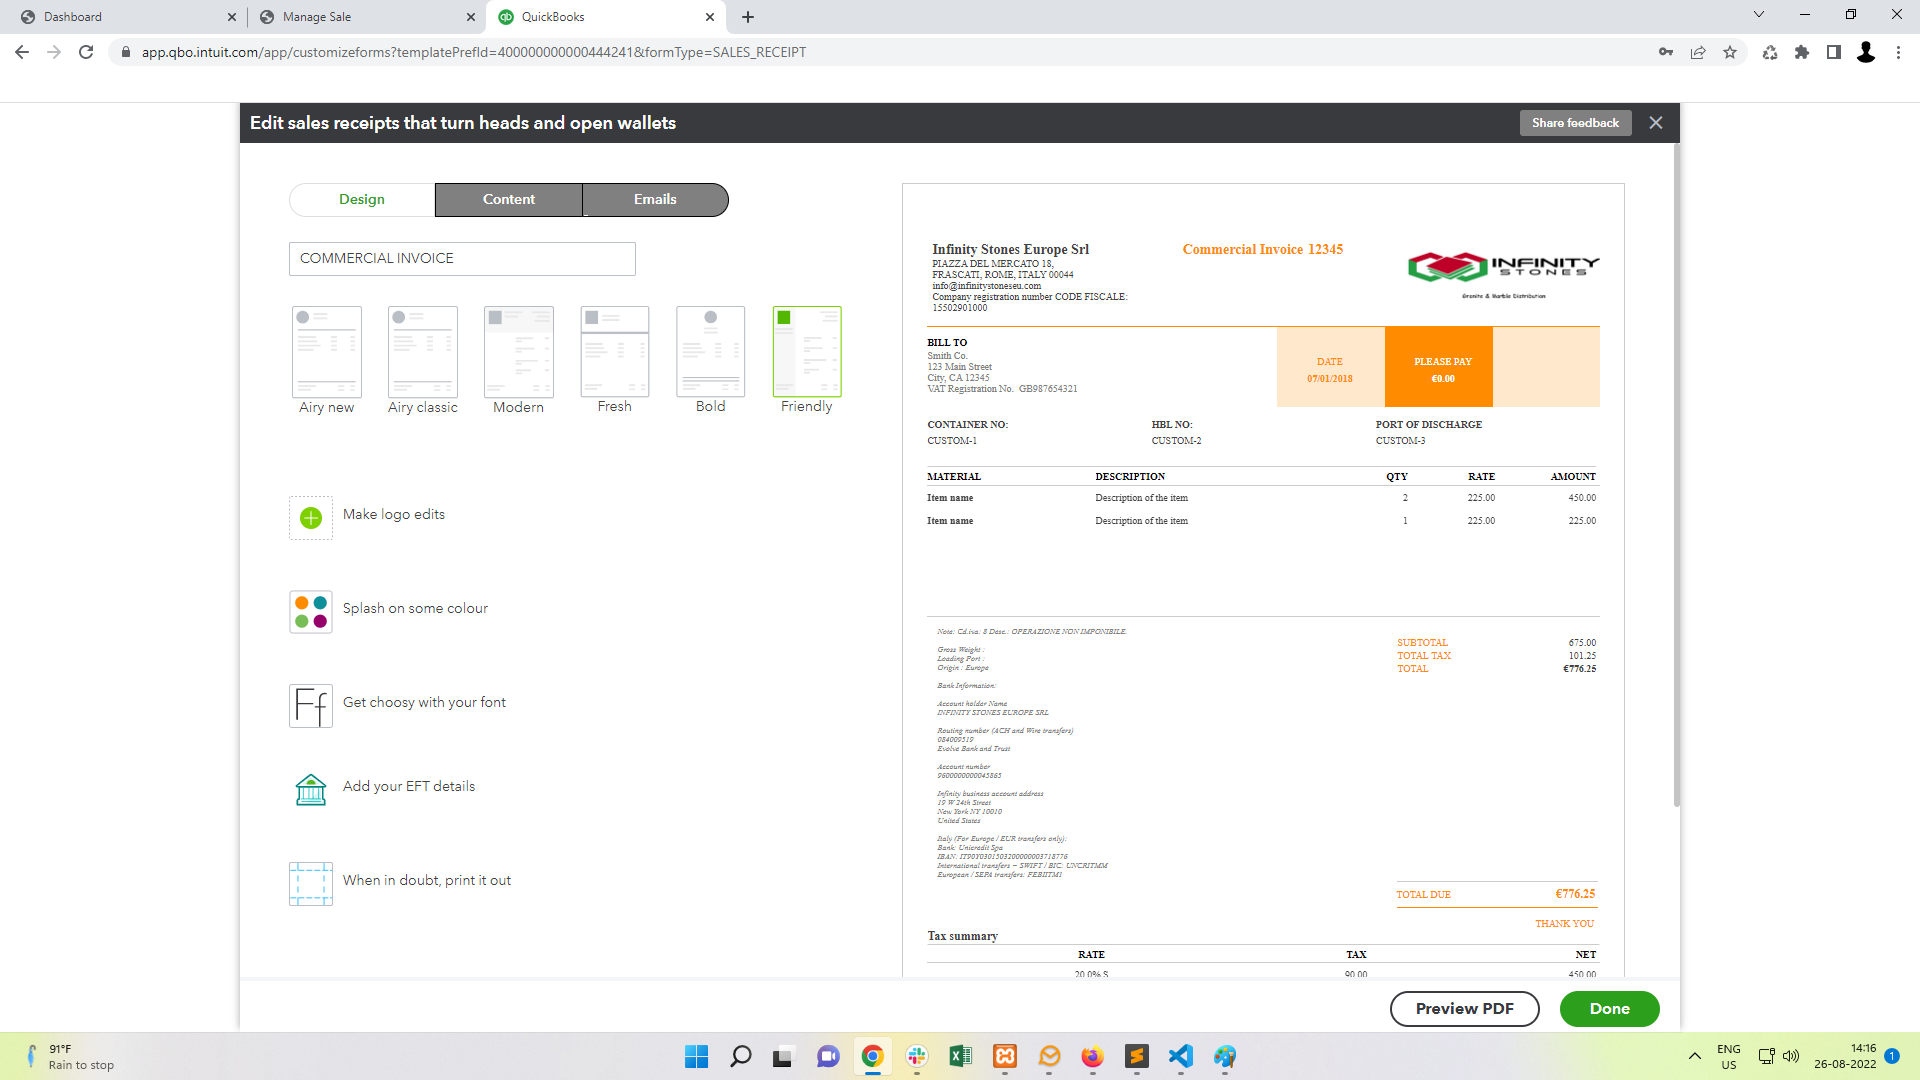 Dashboard
Manage Sale
QuickBooks
app.qbo.intuit.com/app/customizeforms?templatePrefId=400000000000444241&formType=SALES_RECEIPT
Edit sales receipts that turn heads and open wallets
Share feedback
Design
Content
Emails
COMMERCIAL INVOICE
Airy new
Airy classic
Modern
Fresh
Bold
Friendly
Make logo edits
Splash on some colour
Ff
Get choosy with your font
Add your EFT details
When in doubt, print it out
Infinity Stones Europe Srl
PIAZZA DEL MERCATO 18,
FRASCATI, ROME, ITALY 00044
info@infinitystoneseu.com
Company registration number CODE FISCALE:
15502901000
Commercial Invoice 12345
INFINITY
STONES
Granite & Marble Distribution
BILL TO
Smith Co.
123 Main Street
City, CA 12345
VAT Registration No. GB987654321
DATE
07/01/2018
PLEASE PAY
€0.00
CONTAINER NO:
CUSTOM-1
HBL NO:
CUSTOM-2
PORT OF DISCHARGE
CUSTOM-3
MATERIAL DESCRIPTION QTY RATE AMOUNT
Item name Description of the item 2 225.00 450.00
Item name Description of the item 1 225.00 225.00
Note: Cd.iva: 8 Desc.: OPERAZIONE NON IMPONIBILE.
Gross Weight :
Loading Port :
Origin : Europe
Bank Information:
Account holder Name
INFINITY STONES EUROPE SRL
Routing number (ACH and Wire transfers)
084009519
Evolve Bank and Trust
Account number
9600000000045865
Infinity business account address
19 W 24th Street
New York NY 10010
United States
Italy (For Europe / EUR transfers only):
Bank: Unicredit Spa
IBAN: IT90Y0301503200000003718776
International transfers – SWIFT / BIC: UNCRITMM
European / SEPA transfers: FEBIITM1
SUBTOTAL 675.00
TOTAL TAX 101.25
TOTAL €776.25
TOTAL DUE €776.25
THANK YOU
Tax summary
RATE TAX NET
20.0% S 90.00 450.00
Preview PDF
Done
91°F
Rain to stop
ENG
US
14:16
26-08-2022
1